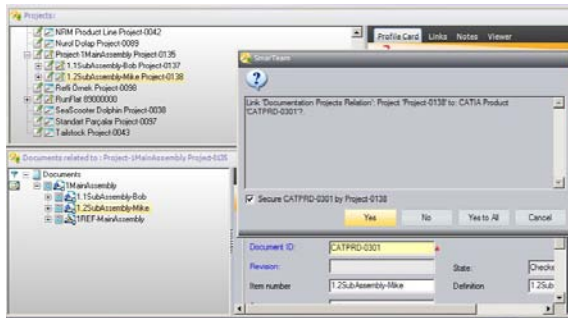 Projects:
NRM Product Line Project-0042
Nurol Dolap Project-0089
Project-1MainAssembly Project-0135
1.1SubAssembly-Bob Project-0137
1.2SubAssembly-Mike Project-0138
Refli Örnek Project-0098
RunFlat 89000000
SeaScooter Dolphin Project-0038
Standart Parçalar Project-0097
Tailstock Project-0043
Profile Card Links Notes Viewer
SmarTeam
Link 'Documentation Projects Relation': Project 'Project-0138' to: CATIA Product
'CATPRD-0301'?
Secure CATPRD-0301 by Project-0138
Yes No Yes to All Cancel
Documents related to : Project-1MainAssembly Project-0135
Documents
1MainAssembly
1.1SubAssembly-Bob
1.2SubAssembly-Mike
1REF-MainAssembly
Document ID: CATPRD-0301
Revision: State: Checke
Item number 1.2SubAssembly-Mike Definition 1.2Sub